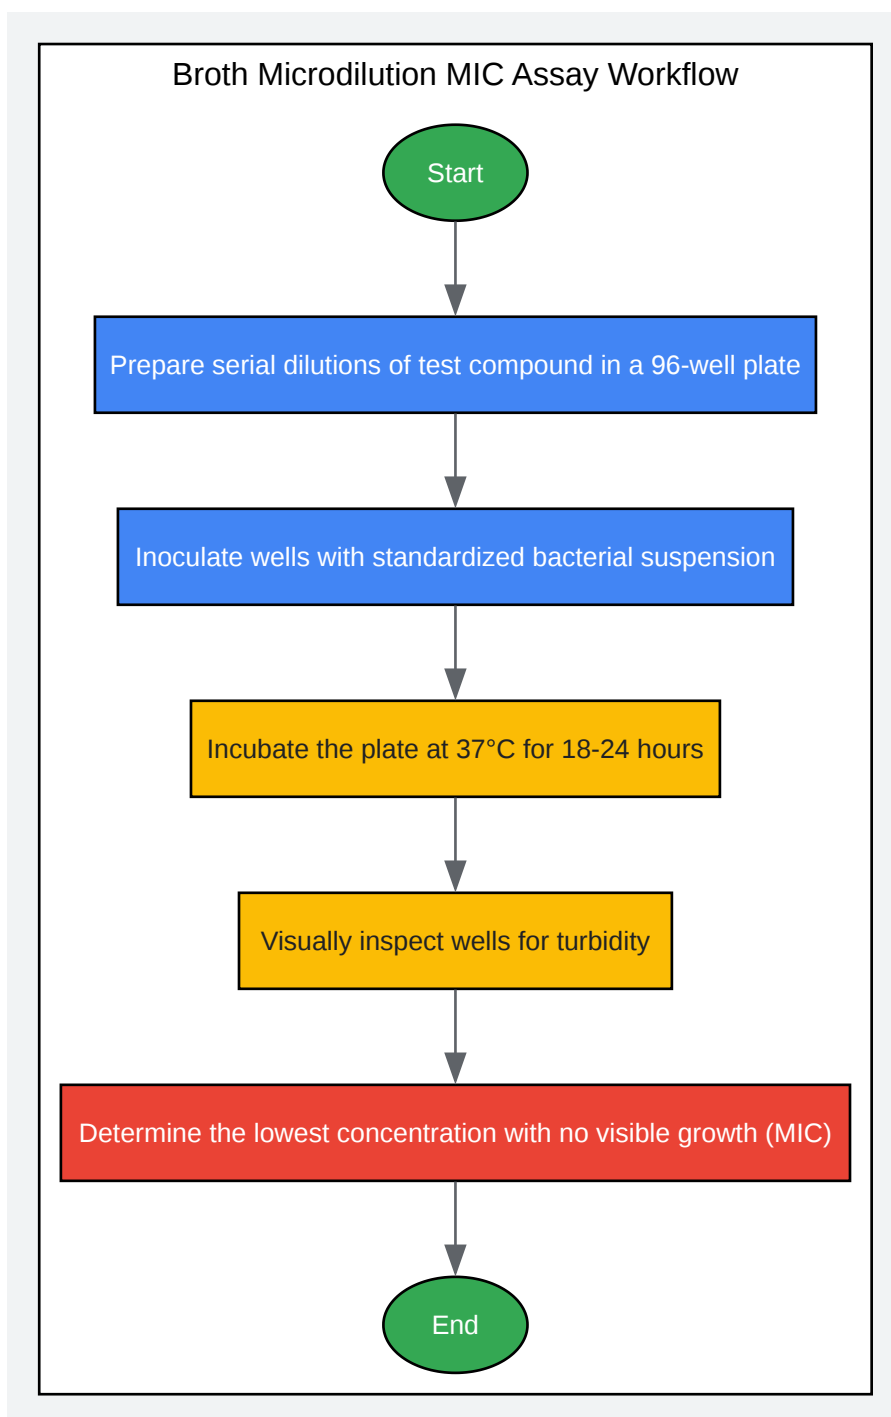 Broth Microdilution MIC Assay Workflow
Start
Prepare serial dilutions of test compound in a 96-well plate
Inoculate wells with standardized bacterial suspension
Incubate the plate at 37°C for 18-24 hours
Visually inspect wells for turbidity
Determine the lowest concentration with no visible growth (MIC)
End